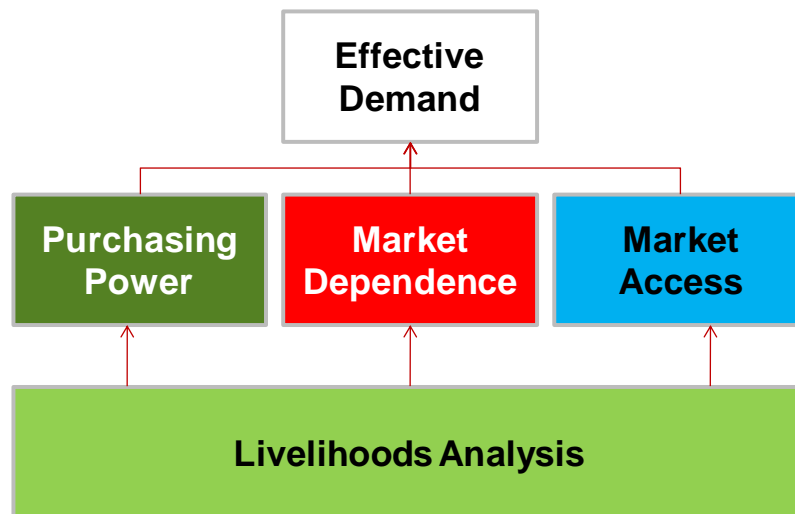 Effective
Demand
Purchasing
Power
Market
Dependence
Market
Access
Livelihoods Analysis